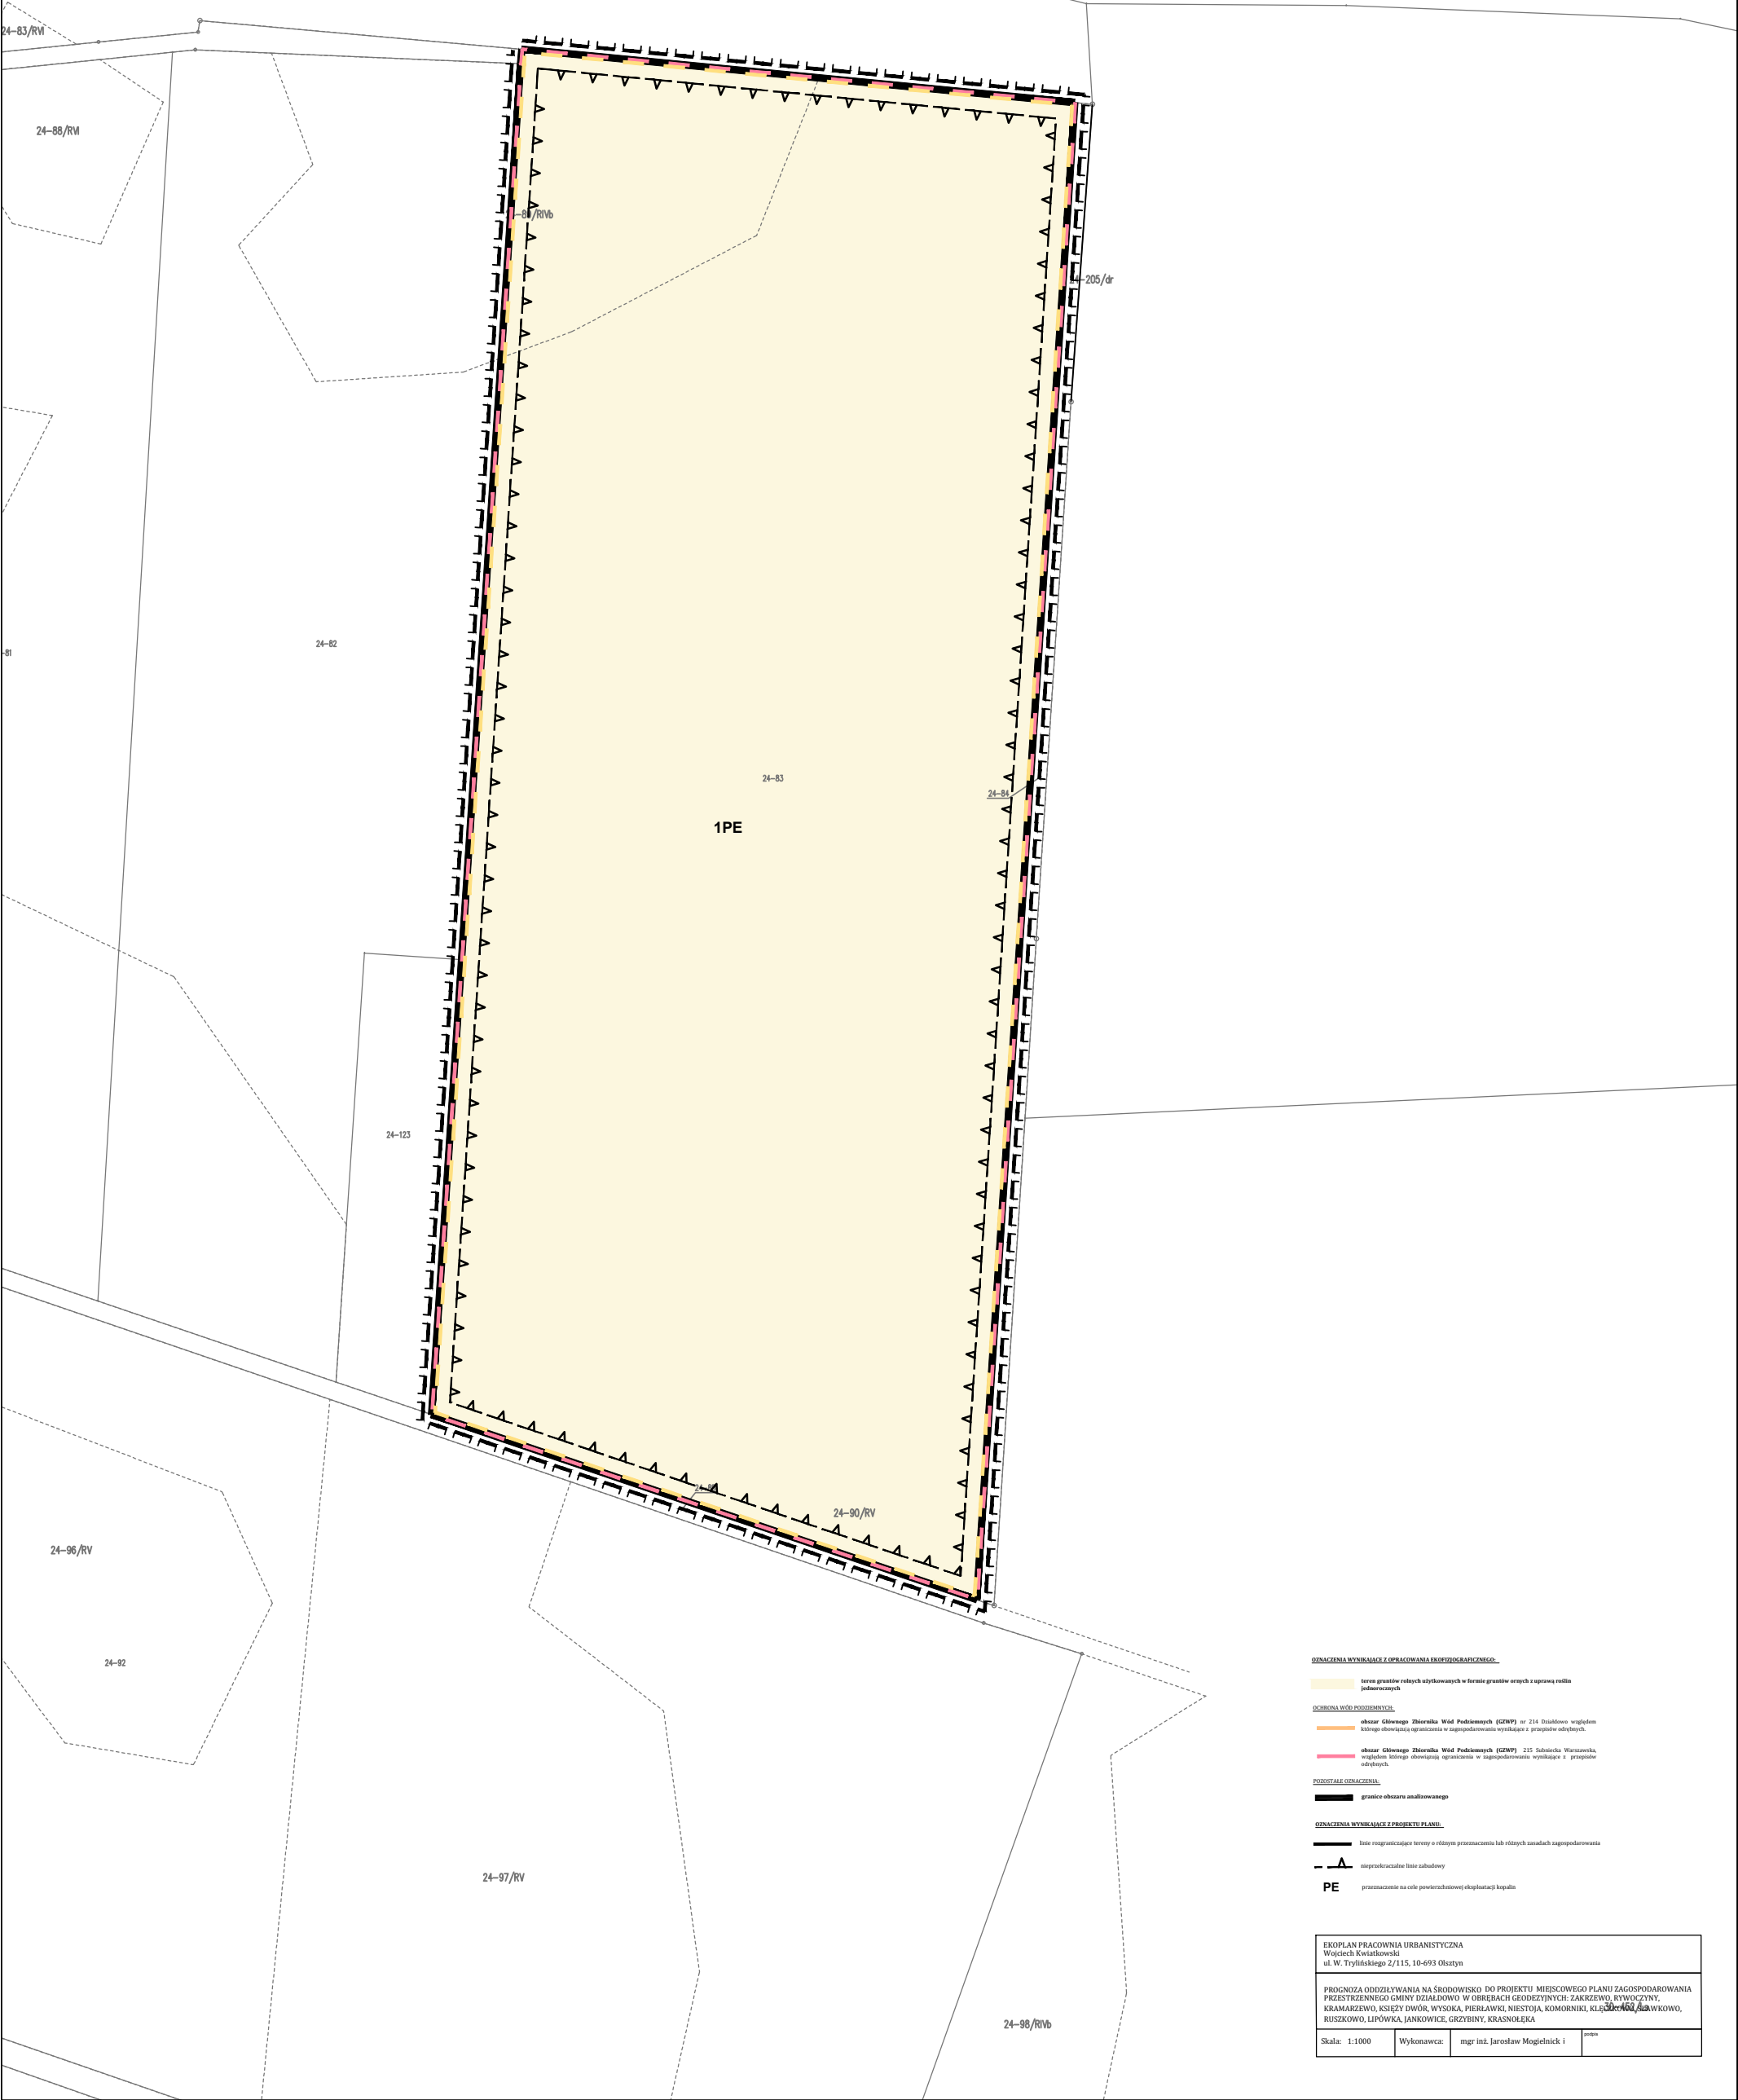 24-83/RVI
24-88/RVI
-89/RIVb
-205/dr
24-82
-81
24-83
24-84
1PE
24-123
24-90/RV
24-96/RV
24-92
24-97/RV
24-98/RIVb
OZNACZENIA WYNIKAJĄCE Z OPRACOWANIA EKOFIZJOGRAFICZNEGO:
teren gruntów rolnych użytkowanych w formie gruntów ornych z uprawą roślin
jednorocznych
OCHRONA WÓD PODZIEMNYCH:
obszar Głównego Zbiornika Wód Podziemnych (GZWP) nr 214 Działdowo względem
którego obowiązują ograniczenia w zagospodarowaniu wynikające z przepisów odrębnych.
obszar Głównego Zbiornika Wód Podziemnych (GZWP) 215 Subniecka Warszawska,
względem którego obowiązują ograniczenia w zagospodarowaniu wynikające z przepisów
odrębnych.
POZOSTAŁE OZNACZENIA:
granice obszaru analizowanego
OZNACZENIA WYNIKAJĄCE Z PROJEKTU PLANU:
linie rozgraniczające tereny o różnym przeznaczeniu lub różnych zasadach zagospodarowania
nieprzekraczalne linie zabudowy
PE przeznaczenie na cele powierzchniowej eksploatacji kopalin
EKOPLAN PRACOWNIA URBANISTYCZNA
Wojciech Kwiatkowski
ul. W. Trylińskiego 2/115, 10-693 Olsztyn
PROGNOZA ODDZIŁYWANIA NA ŚRODOWISKO DO PROJEKTU MIEJSCOWEGO PLANU ZAGOSPODAROWANIA
PRZESTRZENNEGO GMINY DZIAŁDOWO W OBRĘBACH GEODEZYJNYCH: ZAKRZEWO, RYWOCZYNY,
KRAMARZEWO, KSIĘŻY DWÓR, WYSOKA, PIERŁAWKI, NIESTOJA, KOMORNIKI, KLĘCZKOWO, SŁAWKOWO,
RUSZKOWO, LIPÓWKA, JANKOWICE, GRZYBINY, KRASNOŁĘKA
Skala: 1:1000 Wykonawca: mgr inż. Jarosław Mogielnick i podpis